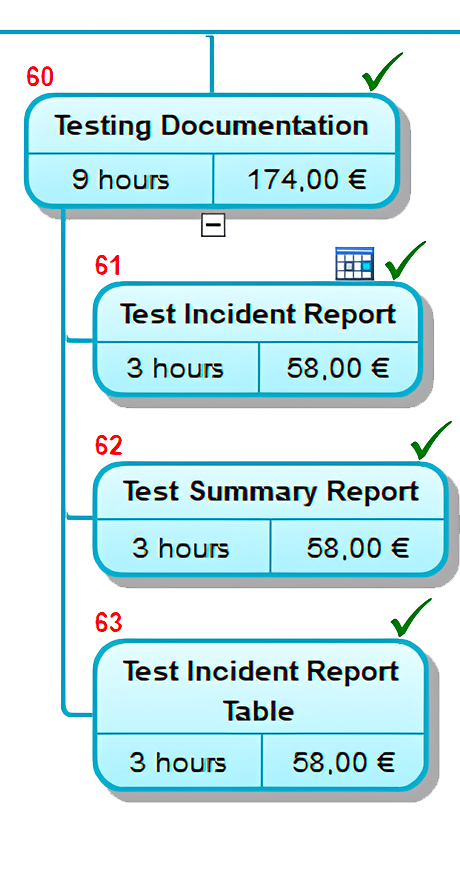 60
Testing Documentation
9 hours 174,00 €
61
Test Incident Report
3 hours 58,00 €
62
Test Summary Report
3 hours 58,00 €
63
Test Incident Report
Table
3 hours 58,00 €